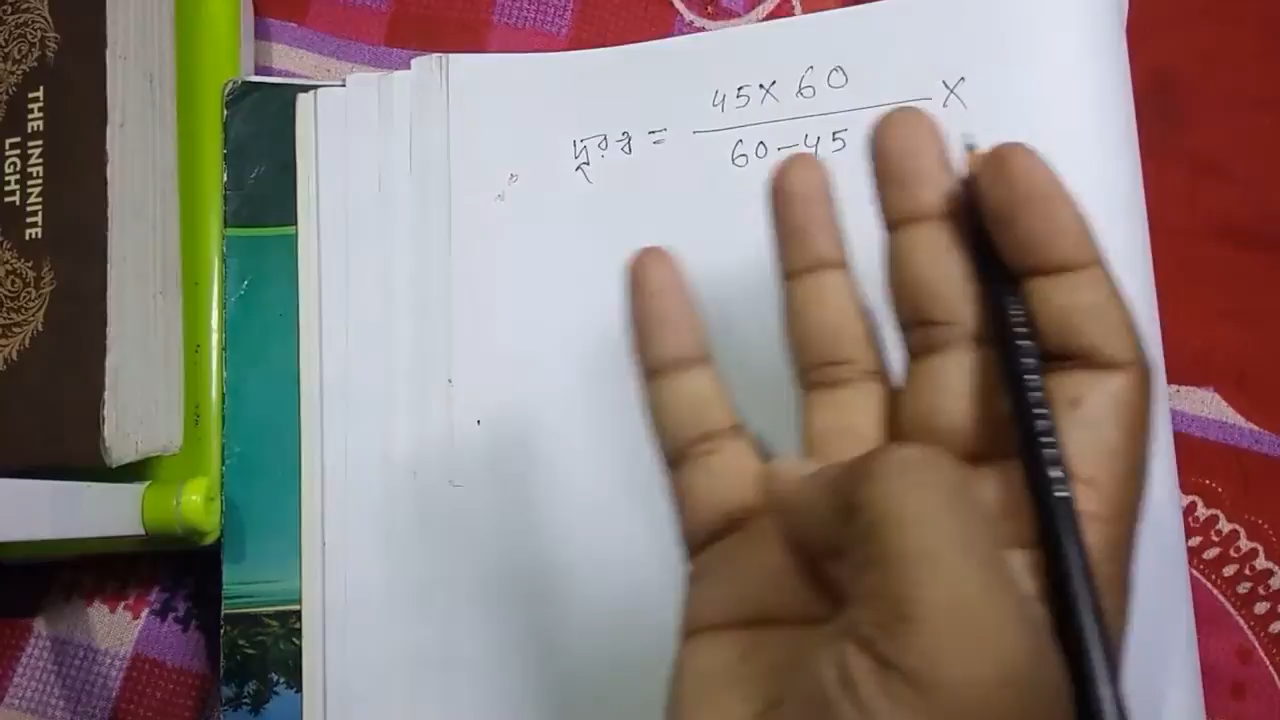 THE INFINITE
LIGHT
45 x 60
দূরত্ব = ———— x
60 - 45